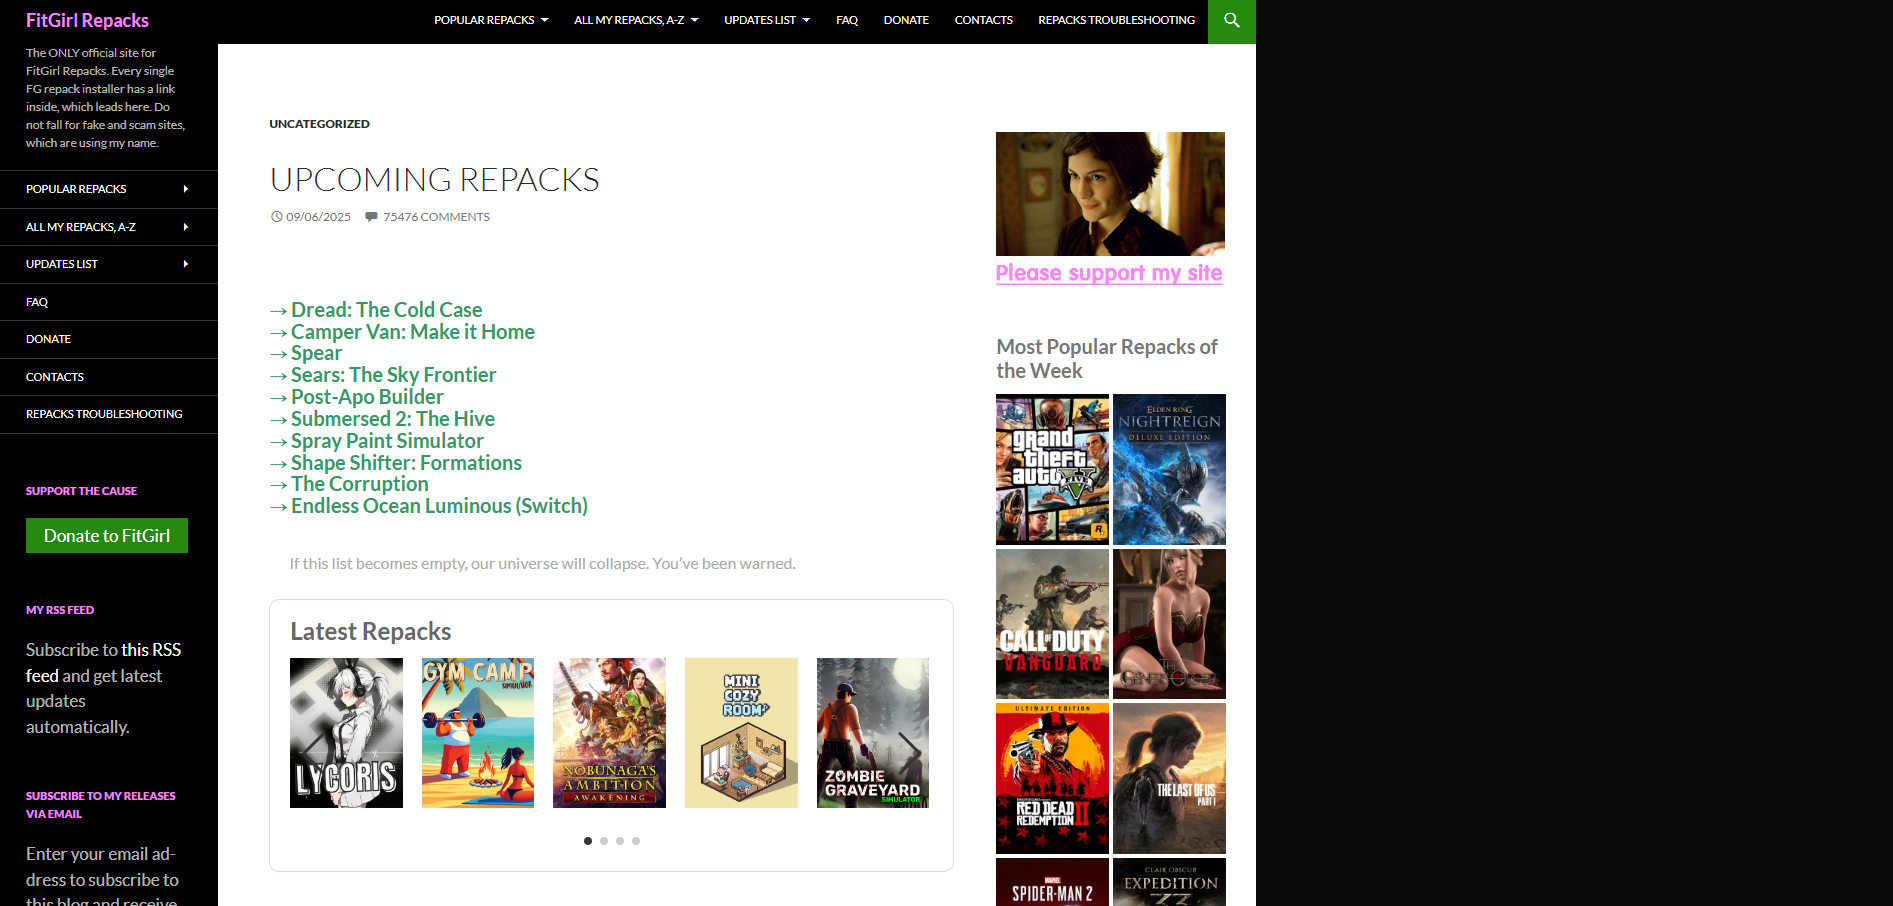 FitGirl Repacks
The ONLY official site for
FitGirl Repacks. Every single
FG repack installer has a link
inside, which leads here. Do
not fall for fake and scam sites,
which are using my name.
POPULAR REPACKS
ALL MY REPACKS, A-Z
UPDATES LIST
FAQ
DONATE
CONTACTS
REPACKS TROUBLESHOOTING
SUPPORT THE CAUSE
Donate to FitGirl
MY RSS FEED
Subscribe to this RSS
feed and get latest
updates
automatically.
SUBSCRIBE TO MY RELEASES
VIA EMAIL
Enter your email ad-
dress to subscribe to
this blog and receive
POPULAR REPACKS ALL MY REPACKS, A-Z UPDATES LIST FAQ DONATE CONTACTS REPACKS TROUBLESHOOTING
UNCATEGORIZED
UPCOMING REPACKS
09/06/2025 75476 COMMENTS
→ Dread: The Cold Case
→ Camper Van: Make it Home
→ Spear
→ Sears: The Sky Frontier
→ Post-Apo Builder
→ Submersed 2: The Hive
→ Spray Paint Simulator
→ Shape Shifter: Formations
→ The Corruption
→ Endless Ocean Luminous (Switch)
If this list becomes empty, our universe will collapse. You've been warned.
Latest Repacks
LYCORIS
GYM CAMP
SIMULATOR
NOBUNAGA'S
AMBITION
AWAKENING
MINI
COZY
ROOM
ZOMBIE
GRAVEYARD
SIMULATOR
Please support my site
Most Popular Repacks of
the Week
grand
theft
auto
FIVE
ELDEN RING
NIGHTREIGN
DELUXE EDITION
CALL OF DUTY
VANGUARD
THE
GENESIS ORDER
ULTIMATE EDITION
RED DEAD
REDEMPTION II
THE LAST OF US
PART I
MARVEL
SPIDER-MAN 2
CLAIR OBSCUR
EXPEDITION
33